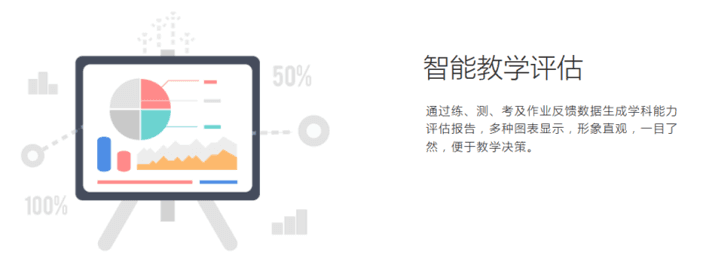 50%
100%
智能教学评估
通过练、测、考及作业反馈数据生成学科能力
评估报告，多种图表显示，形象直观，一目了
然，便于教学决策。